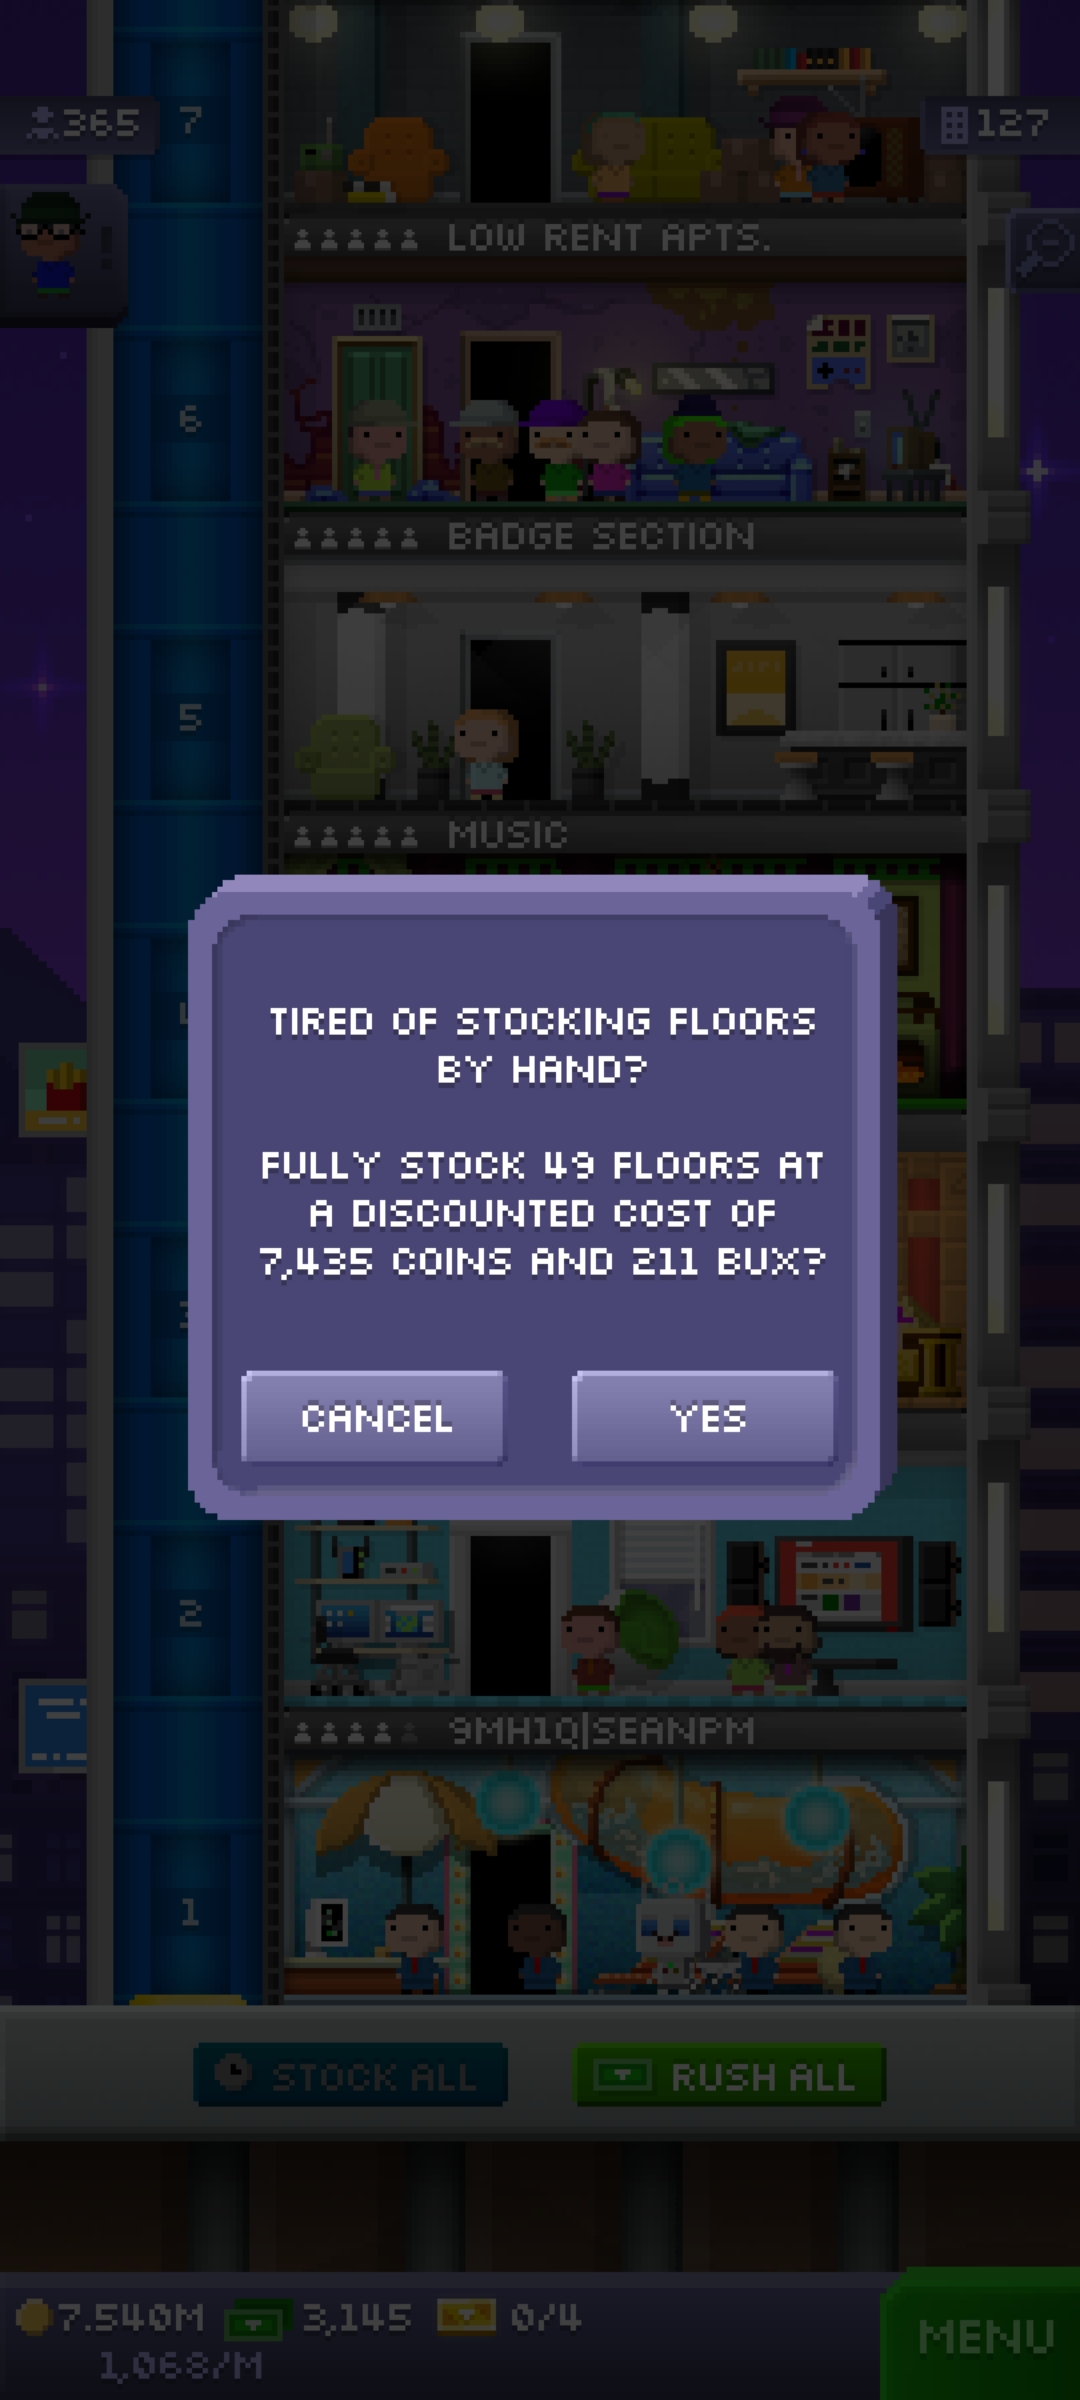 365
7
127
LOW RENT APTS.
6
BADGE SECTION
5
MUSIC
TIRED OF STOCKING FLOORS
BY HAND?
FULLY STOCK 49 FLOORS AT
A DISCOUNTED COST OF
7,435 COINS AND 211 BUX?
CANCEL
YES
2
9MH1Q|SEANPM
1
STOCK ALL
RUSH ALL
7.540M
3,145
0/4
MENU
1,068/M